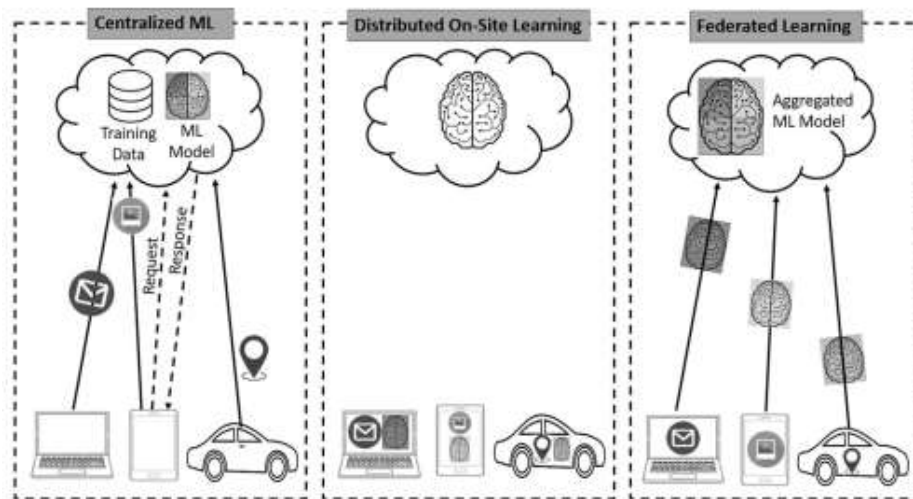 Centralized ML
Training
Data
ML
Model
Request
Response
Distributed On-Site Learning
Federated Learning
Aggregated
ML Model